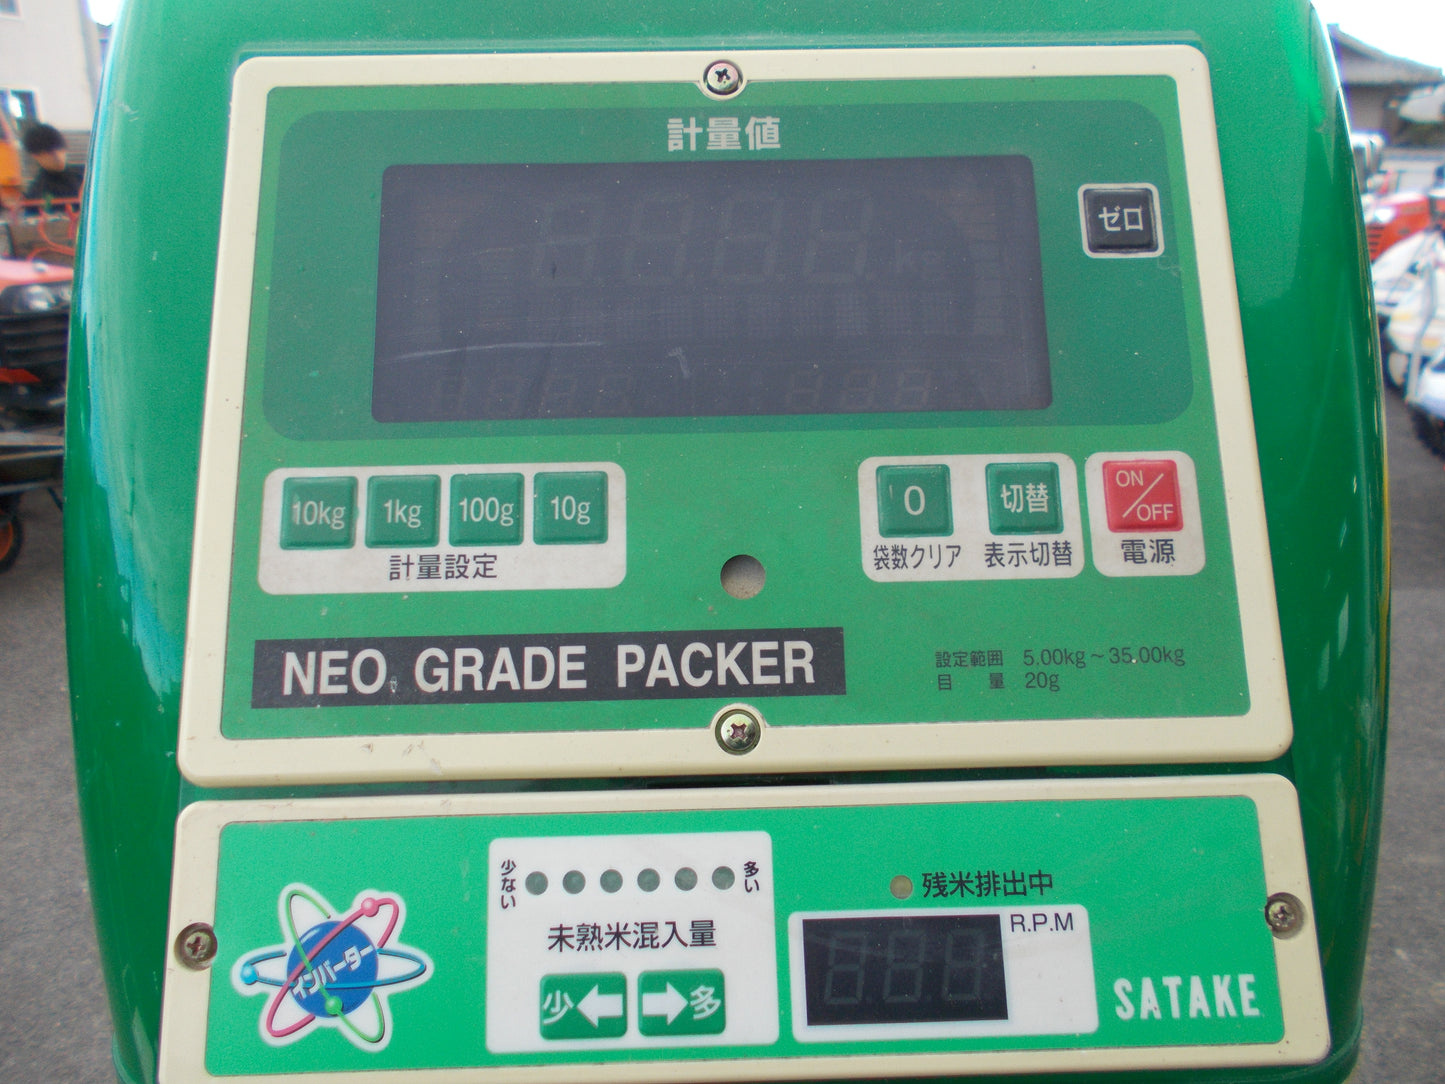 計量値
ゼロ
10kg 1kg 100g 10g
計量設定
0 切替 ON/OFF
袋数クリア 表示切替 電源
NEO GRADE PACKER
設定範囲 5.00kg～35.00kg
目 量 20g
少ない 多い
未熟米混入量
少 多
残米排出中
R.P.M
インバーター
SATAKE